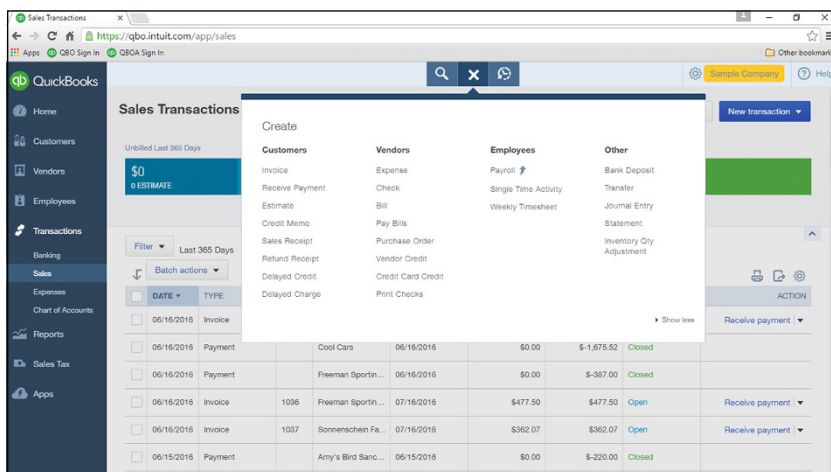 Sales Transactions
https://qbo.intuit.com/app/sales
Apps QBO Sign In QBOA Sign In Other bookmark
qb QuickBooks
Sample Company Help
Home
Customers
Vendors
Employees
Transactions
Banking
Sales
Expenses
Chart of Accounts
Reports
Sales Tax
Apps
Sales Transactions
New transaction
Unbilled Last 365 Days
$0
0 ESTIMATE
Create
Customers
Invoice
Receive Payment
Estimate
Credit Memo
Sales Receipt
Refund Receipt
Delayed Credit
Delayed Charge
Vendors
Expense
Check
Bill
Pay Bills
Purchase Order
Vendor Credit
Credit Card Credit
Print Checks
Employees
Payroll
Single Time Activity
Weekly Timesheet
Other
Bank Deposit
Transfer
Journal Entry
Statement
Inventory Qty
Adjustment
Show less
Filter Last 365 Days
Batch actions
DATE TYPE ACTION
06/16/2016 Invoice Receive payment
06/16/2016 Payment Cool Cars 06/16/2016 $0.00 $-1,675.52 Closed
06/16/2016 Payment Freeman Sportin... 06/16/2016 $0.00 $-387.00 Closed
06/16/2016 Invoice 1036 Freeman Sportin... 07/16/2016 $477.50 $477.50 Open Receive payment
06/16/2016 Invoice 1037 Sonnenschein Fa... 07/16/2016 $362.07 $362.07 Open Receive payment
06/15/2016 Payment Amy's Bird Sanc... 06/15/2016 $0.00 $-220.00 Closed